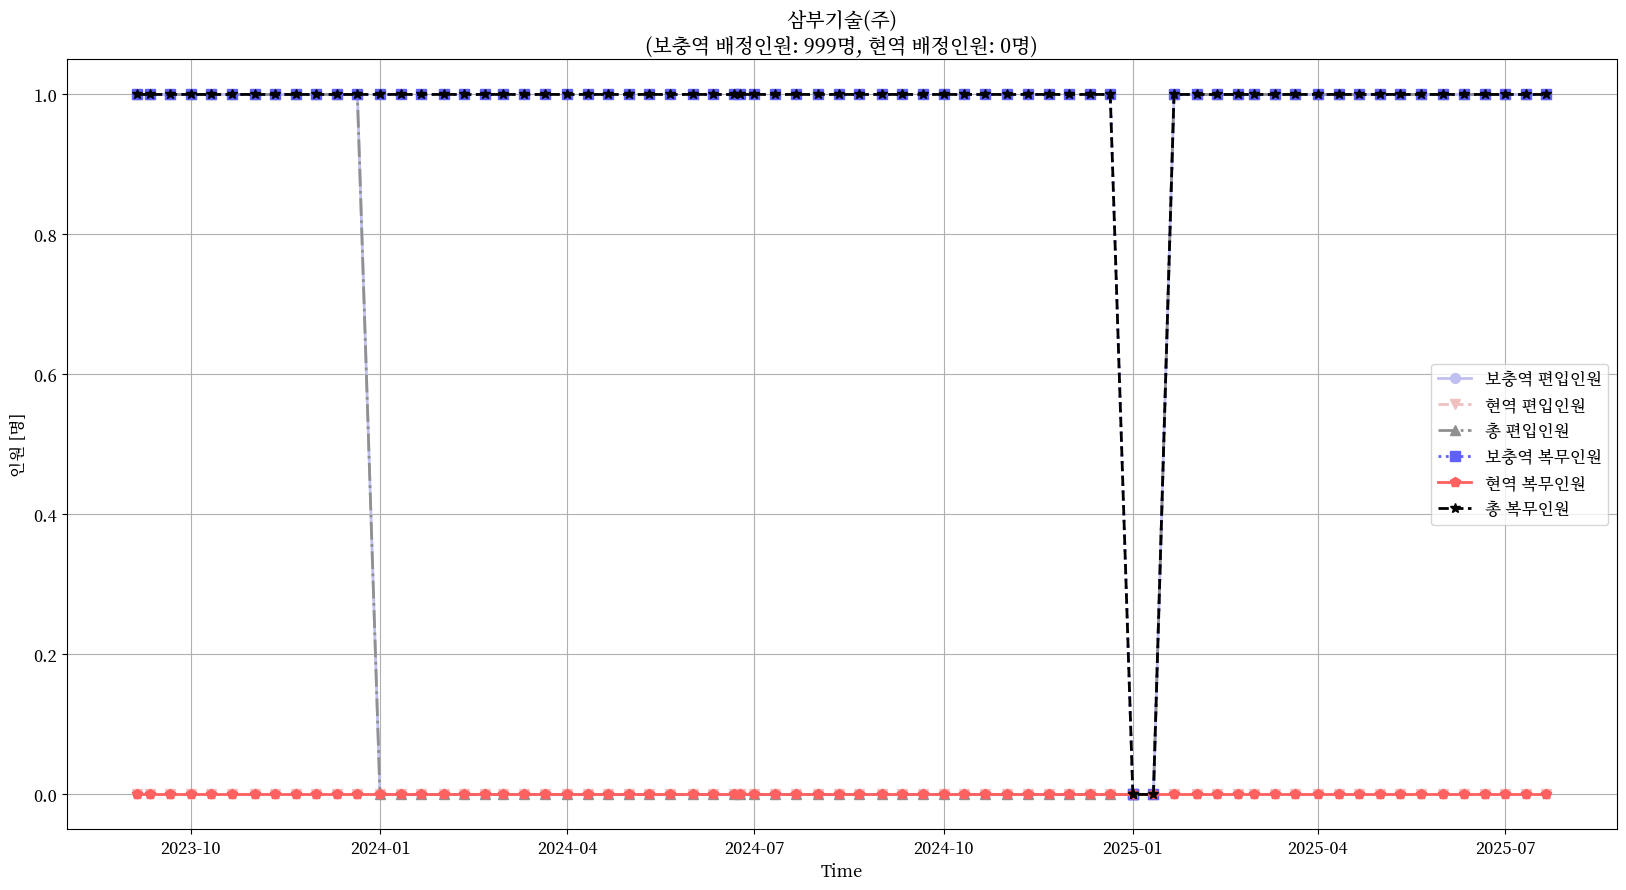 삼부기술(주)
(보충역 배정인원: 999명, 현역 배정인원: 0명)
인원 [명]
1.0
0.8
0.6
0.4
0.2
0.0
보충역 편입인원
현역 편입인원
총 편입인원
보충역 복무인원
현역 복무인원
총 복무인원
2023-10 2024-01 2024-04 2024-07 2024-10 2025-01 2025-04 2025-07
Time